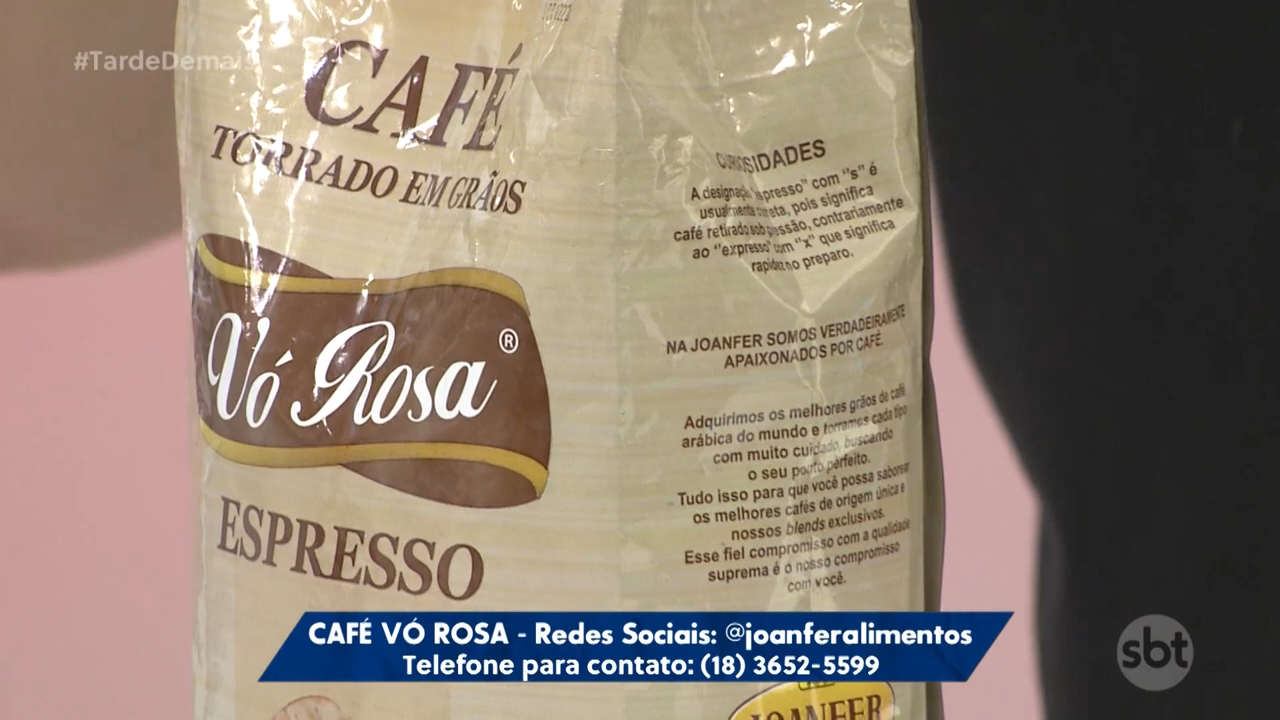 #TardeDemais
CAFÉ
TORRADO EM GRÃOS
Vó Rosa®
ESPRESSO
CURIOSIDADES
A designação "espresso" com "s" é
usualmente correta, pois significa
café retirado sob pressão, contrariamente
ao "expresso" com "x" que significa
rapidez no preparo.
NA JOANFER SOMOS VERDADEIRAMENTE
APAIXONADOS POR CAFÉ.
Adquirimos os melhores grãos de café
arábica do mundo e torramos cada tipo
com muito cuidado, buscando
o seu ponto perfeito.
Tudo isso para que você possa saborear
os melhores cafés de origem única e
nossos blends exclusivos.
Esse fiel compromisso com a qualidade
suprema é o nosso compromisso
com você.
CAFÉ VÓ ROSA - Redes Sociais: @joanferalimentos
Telefone para contato: (18) 3652-5599
JOANFER
sbt